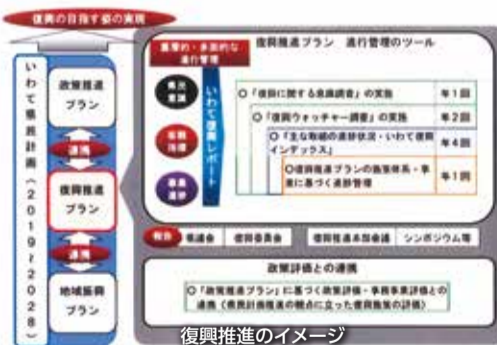 復興の目指す姿の実現
いわて県民計画（2019～2028）
政策推進
プラン
連携
復興推進
プラン
連携
地域振興
プラン
重層的・多面的な
進行管理
復興推進プラン 進行管理のツール
県民
意識
客観
指標
事業
進捗
いわて復興レポート
○「復興に関する意識調査」の実施 年1回
○「復興ウォッチャー調査」の実施 年2回
○「主な取組の進捗状況・いわて復興
インデックス」 年4回
○復興推進プランの施策体系・事
業に基づく進捗管理 年1回
報告 県議会 復興委員会 復興推進本部会議 シンポジウム等
政策評価との連携
○「政策推進プラン」に基づく政策評価・事務事業評価との
連携（県民計画推進の観点に立った復興施策の評価）
復興推進のイメージ